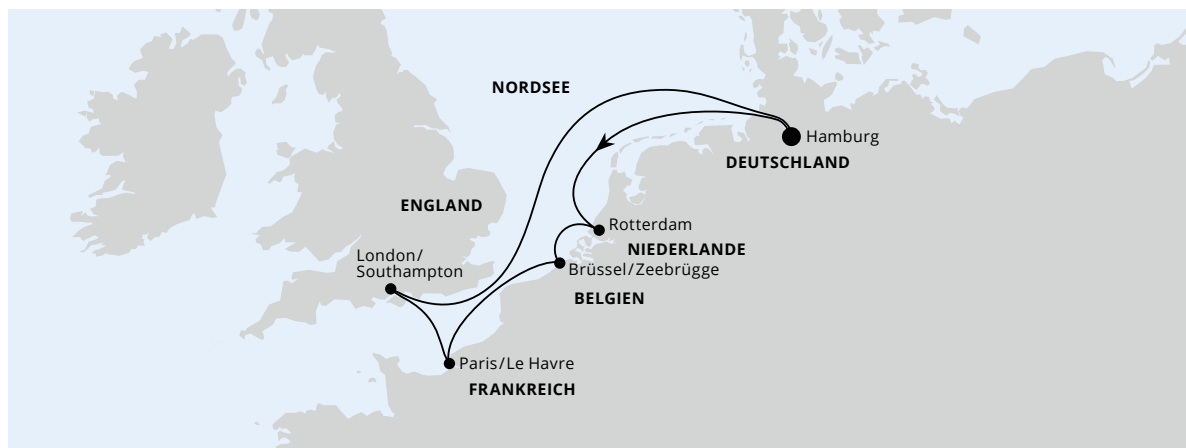 NORDSEE
Hamburg
DEUTSCHLAND
ENGLAND
Rotterdam
NIEDERLANDE
London/
Southampton
Brüssel/Zeebrügge
BELGIEN
Paris/Le Havre
FRANKREICH